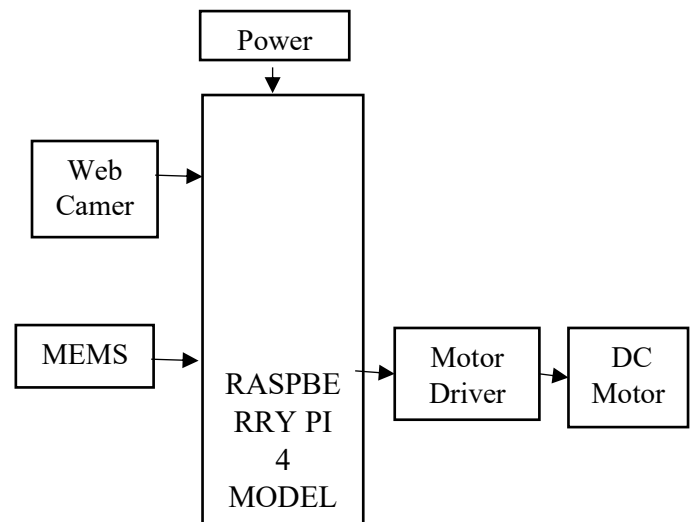 Power
Web
Camer
MEMS
RASPBE
RRY PI
4
MODEL
Motor
Driver
DC
Motor